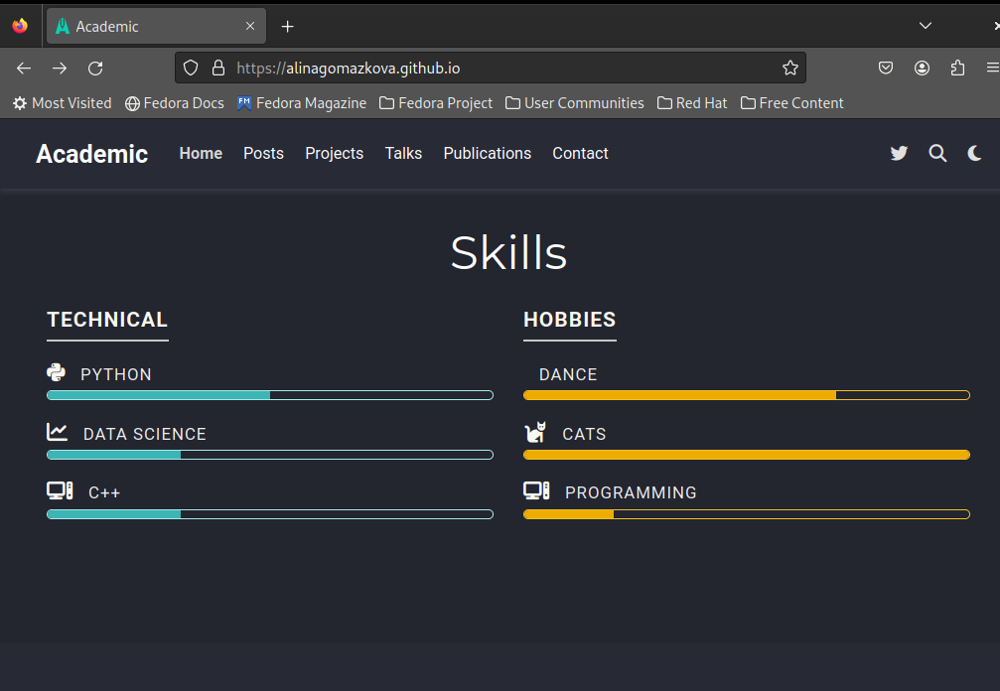 Academic
https://alinagomazkova.github.io
Most Visited Fedora Docs Fedora Magazine Fedora Project User Communities Red Hat Free Content
Academic Home Posts Projects Talks Publications Contact
Skills
TECHNICAL
PYTHON
DATA SCIENCE
C++
HOBBIES
DANCE
CATS
PROGRAMMING